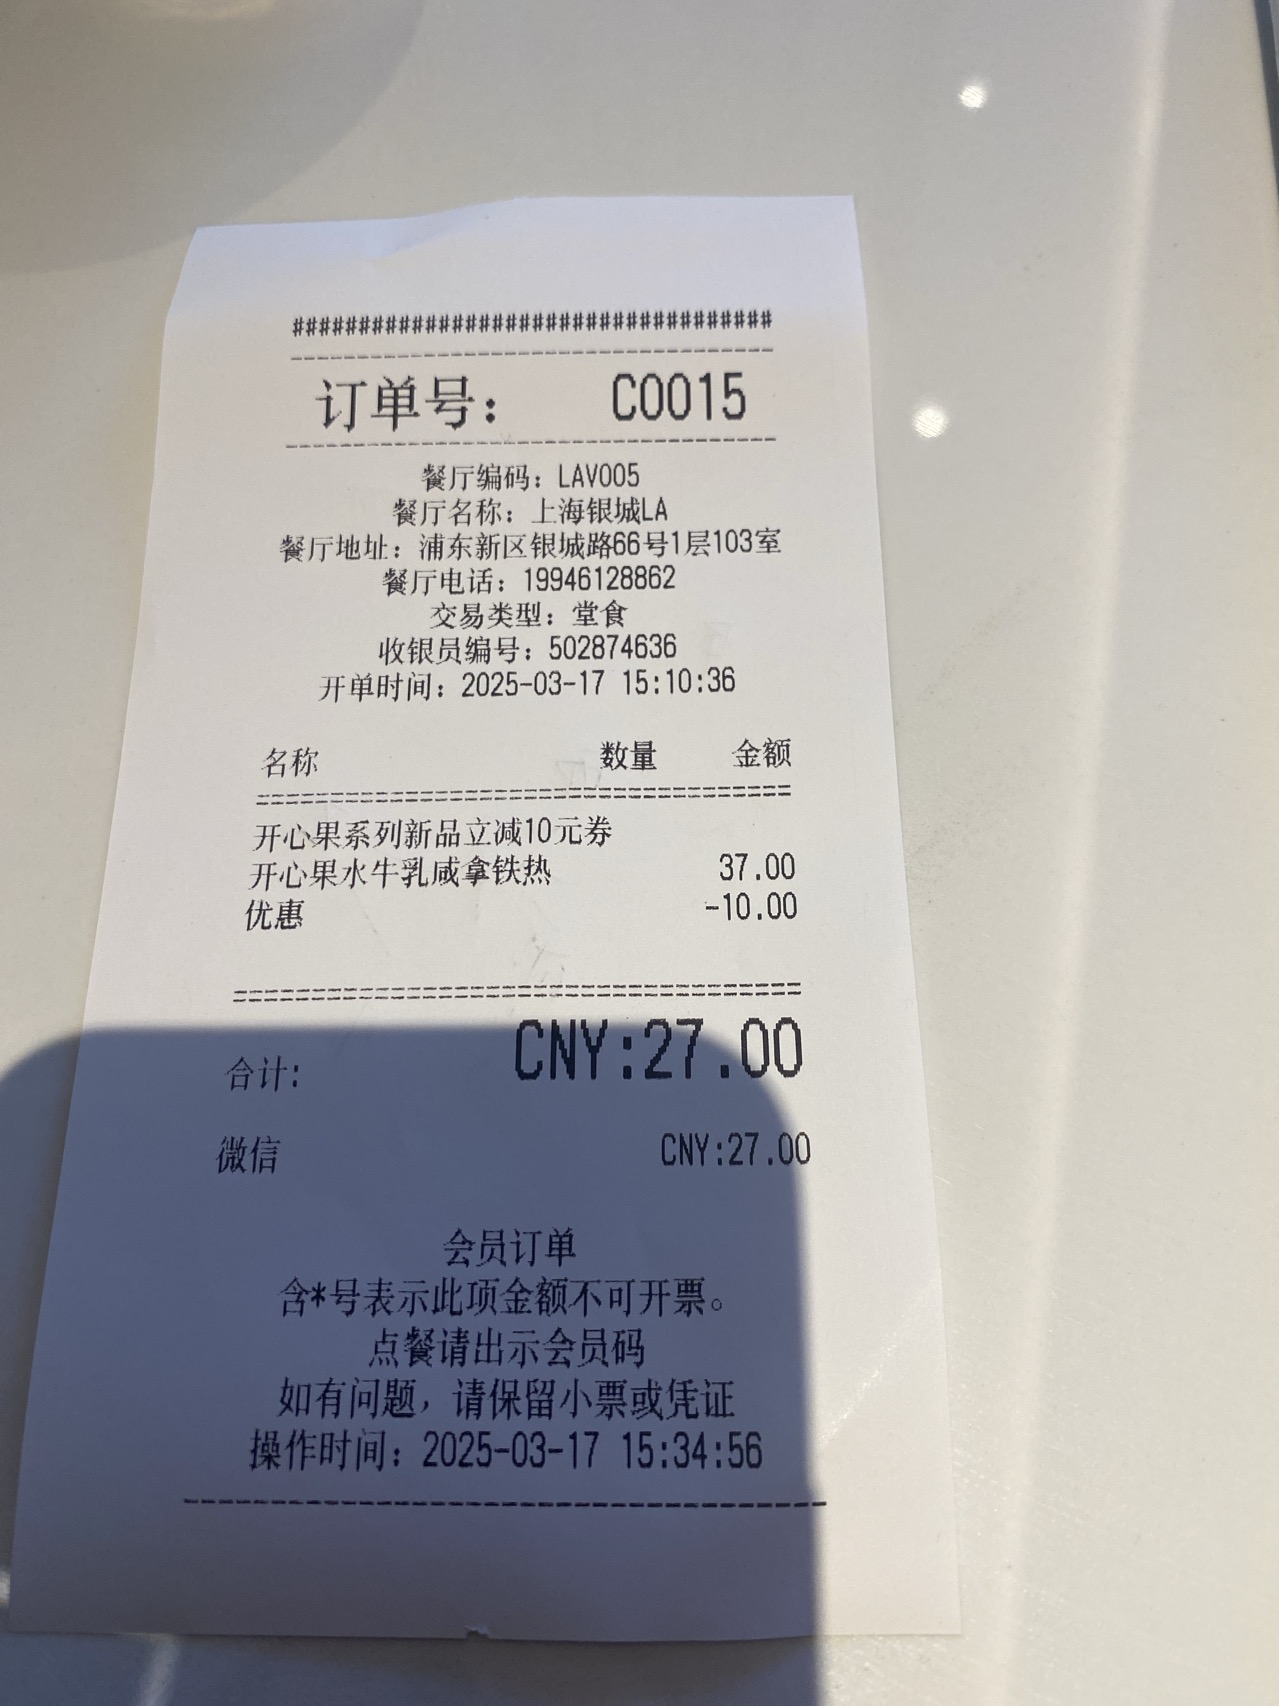 ####################################
订单号： C0015
餐厅编码：LAV005
餐厅名称：上海银城LA
餐厅地址：浦东新区银城路66号1层103室
餐厅电话：19946128862
交易类型：堂食
收银员编号：502874636
开单时间：2025-03-17 15:10:36
名称 数量 金额
开心果系列新品立减10元券
开心果水牛乳咸拿铁热 37.00
优惠 -10.00
合计: CNY:27.00
微信 CNY:27.00
会员订单
含*号表示此项金额不可开票。
点餐请出示会员码
如有问题，请保留小票或凭证
操作时间：2025-03-17 15:34:56